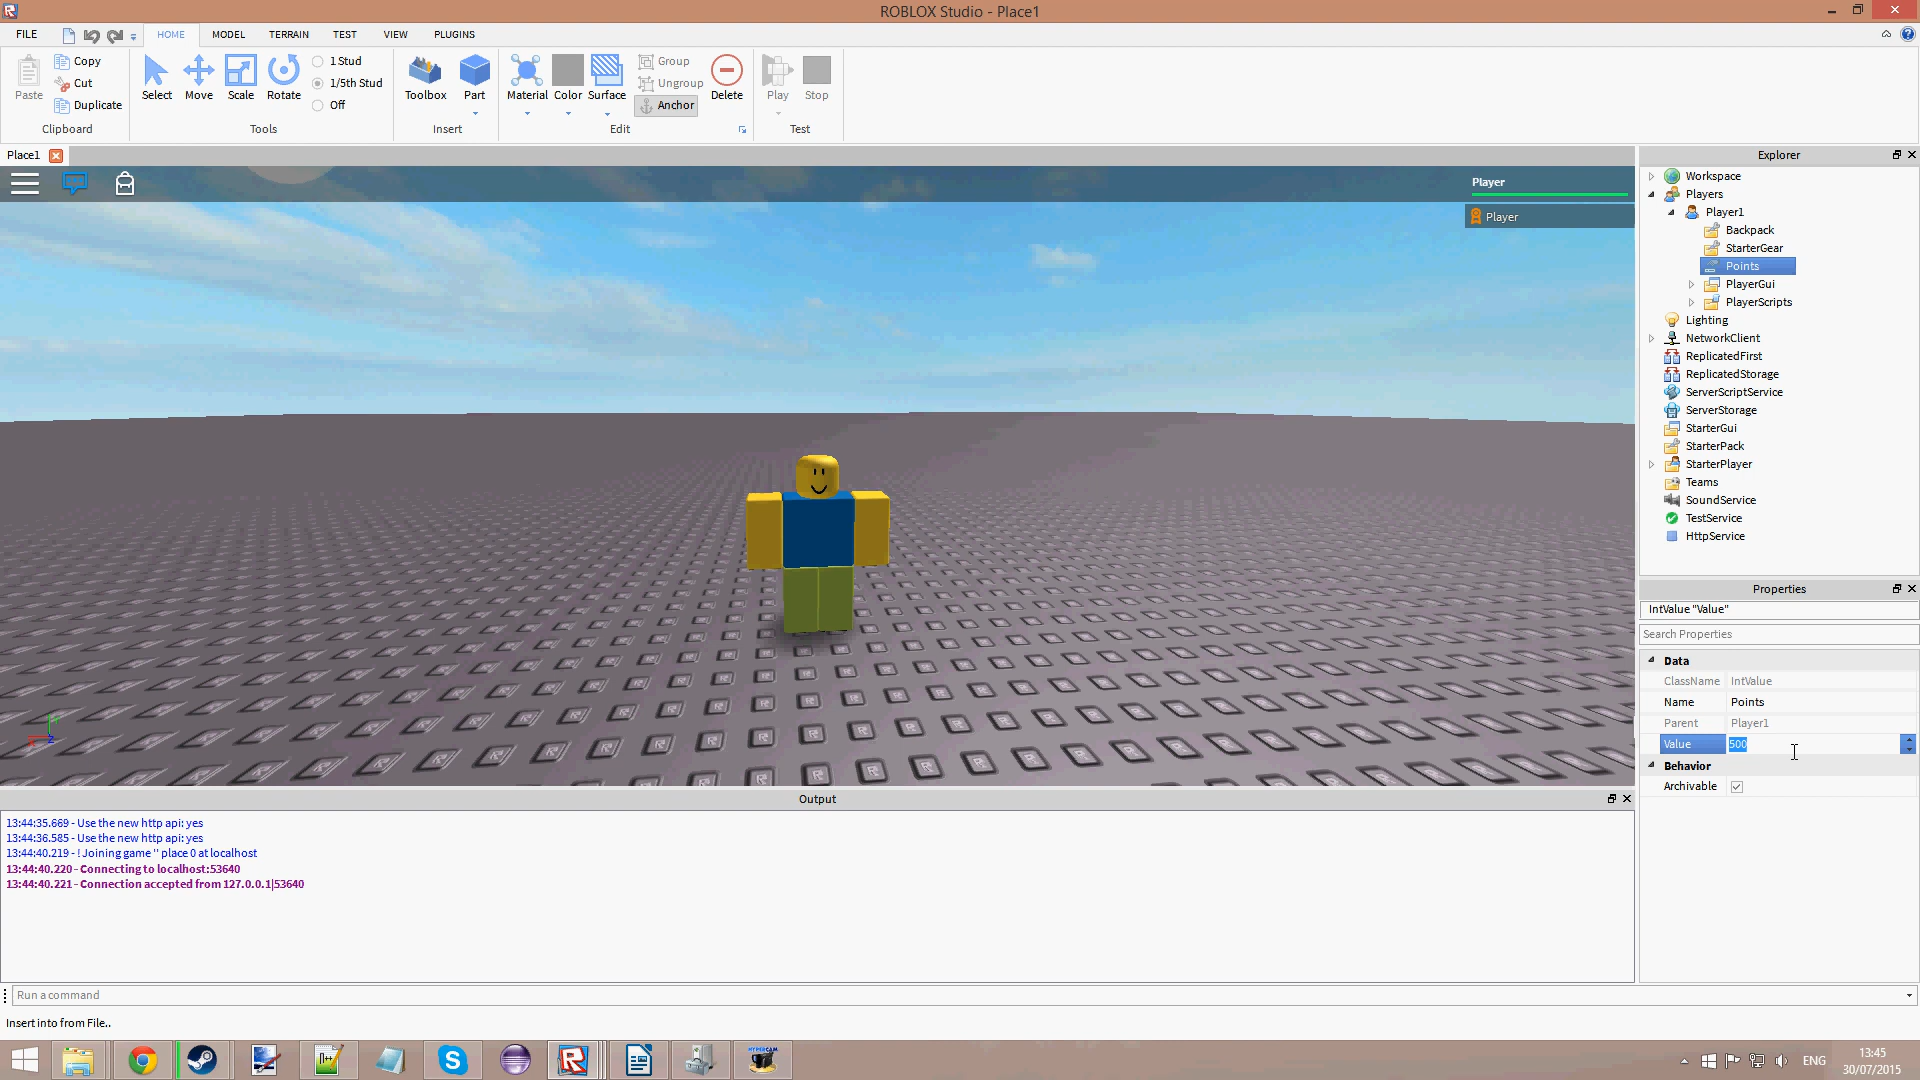 ROBLOX Studio - Place1
FILE HOME MODEL TERRAIN TEST VIEW PLUGINS
Paste
Copy
Cut
Duplicate
Clipboard
Select Move Scale Rotate
1 Stud
1/5th Stud
Off
Tools
Toolbox Part
Insert
Material Color Surface
Group
Ungroup
Anchor
Delete
Edit
Play Stop
Test
Place1
Player
Player
Explorer
Workspace
Players
Player1
Backpack
StarterGear
Points
PlayerGui
PlayerScripts
Lighting
NetworkClient
ReplicatedFirst
ReplicatedStorage
ServerScriptService
ServerStorage
StarterGui
StarterPack
StarterPlayer
Teams
SoundService
TestService
HttpService
Properties
IntValue "Value"
Search Properties
Data
ClassName IntValue
Name Points
Parent Player1
Value 500
Behavior
Archivable
Output
13:44:35.669 - Use the new http api: yes
13:44:36.585 - Use the new http api: yes
13:44:40.219 - ! Joining game '' place 0 at localhost
13:44:40.220 - Connecting to localhost:53640
13:44:40.221 - Connection accepted from 127.0.0.1|53640
Run a command
Insert into from File..
HYPERCAM
ENG
13:45
30/07/2015